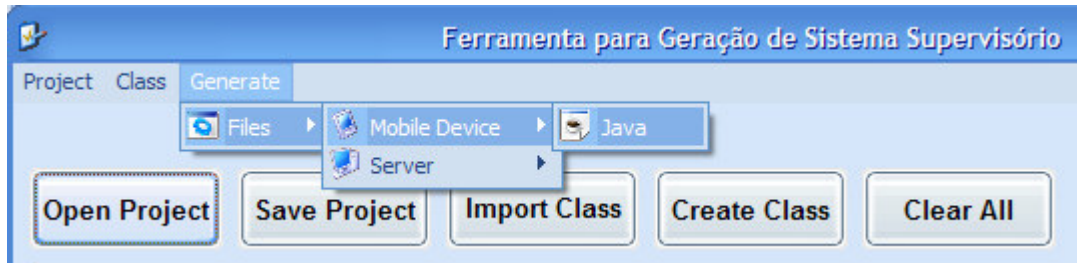 Ferramenta para Geração de Sistema Supervisório
Project Class Generate
Files Mobile Device Java
Server
Open Project Save Project Import Class Create Class Clear All